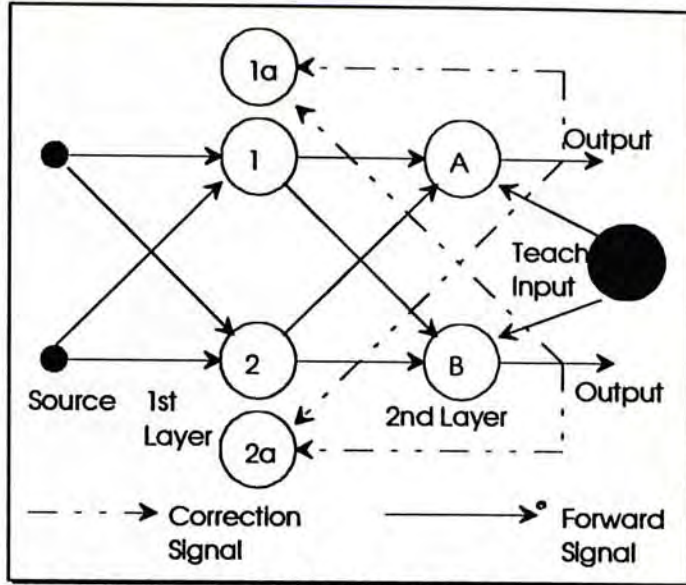 1a
1
A
Output
Teach
Input
2
B
Source 1st
Layer
2nd Layer
Output
2a
Correction
Signal
Forward
Signal